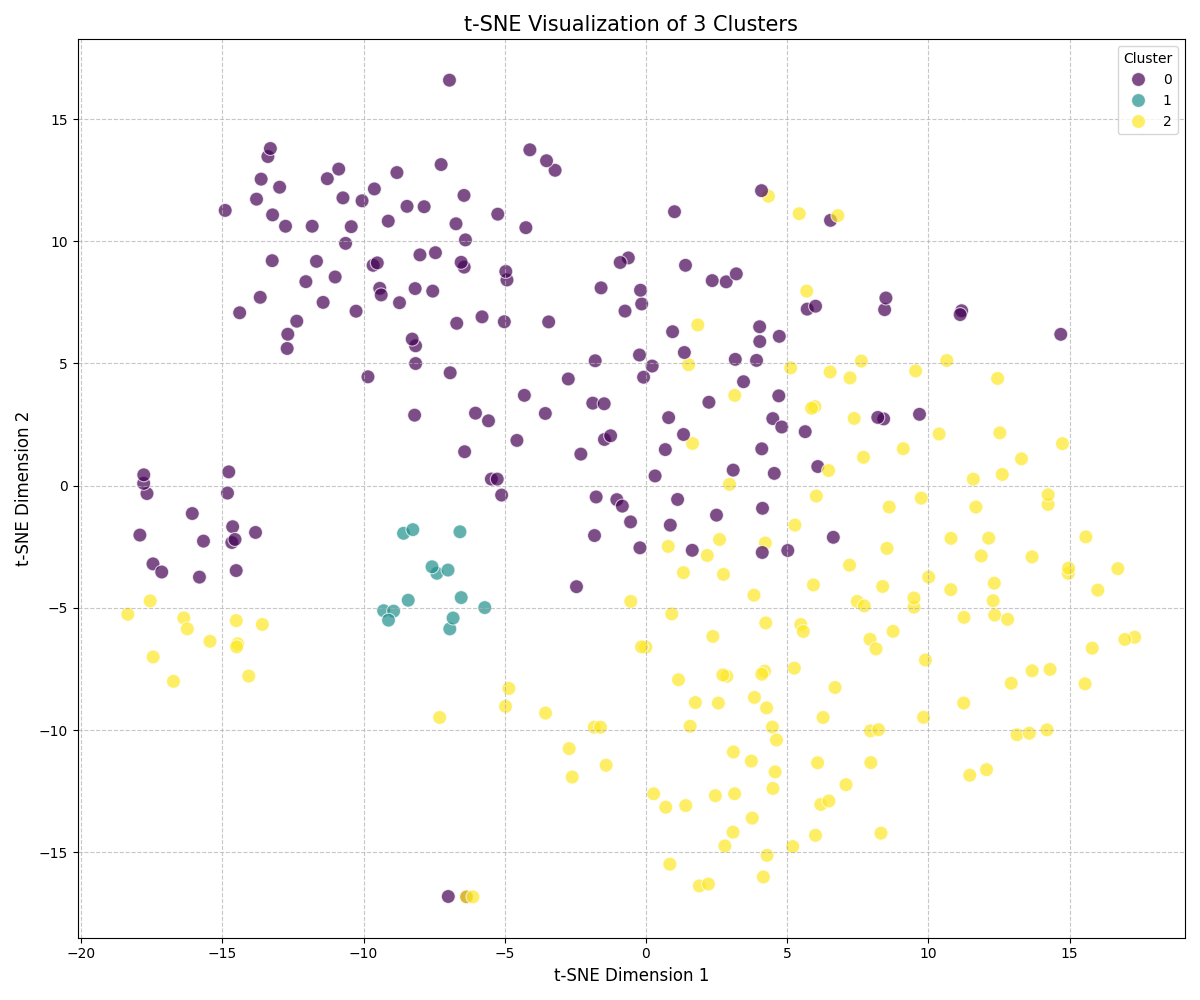 t-SNE Visualization of 3 Clusters
Cluster
0
1
2
15
10
5
0
−5
−10
−15
t-SNE Dimension 2
−20 −15 −10 −5 0 5 10 15
t-SNE Dimension 1